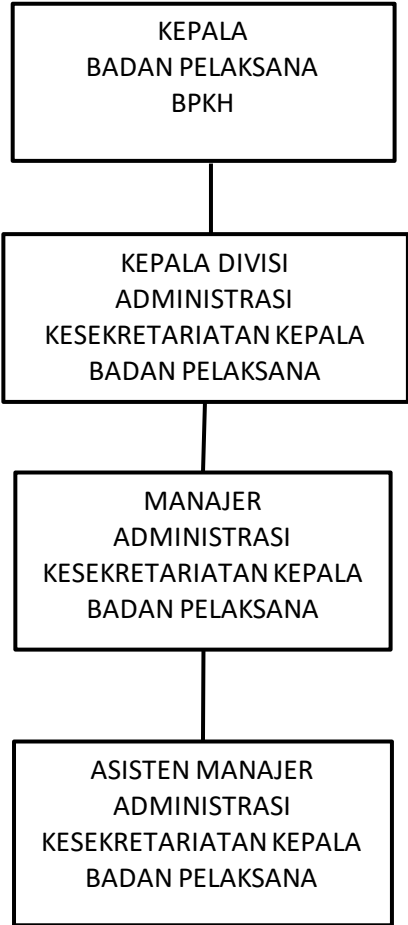 KEPALA
BADAN PELAKSANA
BPKH
KEPALA DIVISI
ADMINISTRASI
KESEKRETARIATAN KEPALA
BADAN PELAKSANA
MANAJER
ADMINISTRASI
KESEKRETARIATAN KEPALA
BADAN PELAKSANA
ASISTEN MANAJER
ADMINISTRASI
KESEKRETARIATAN KEPALA
BADAN PELAKSANA